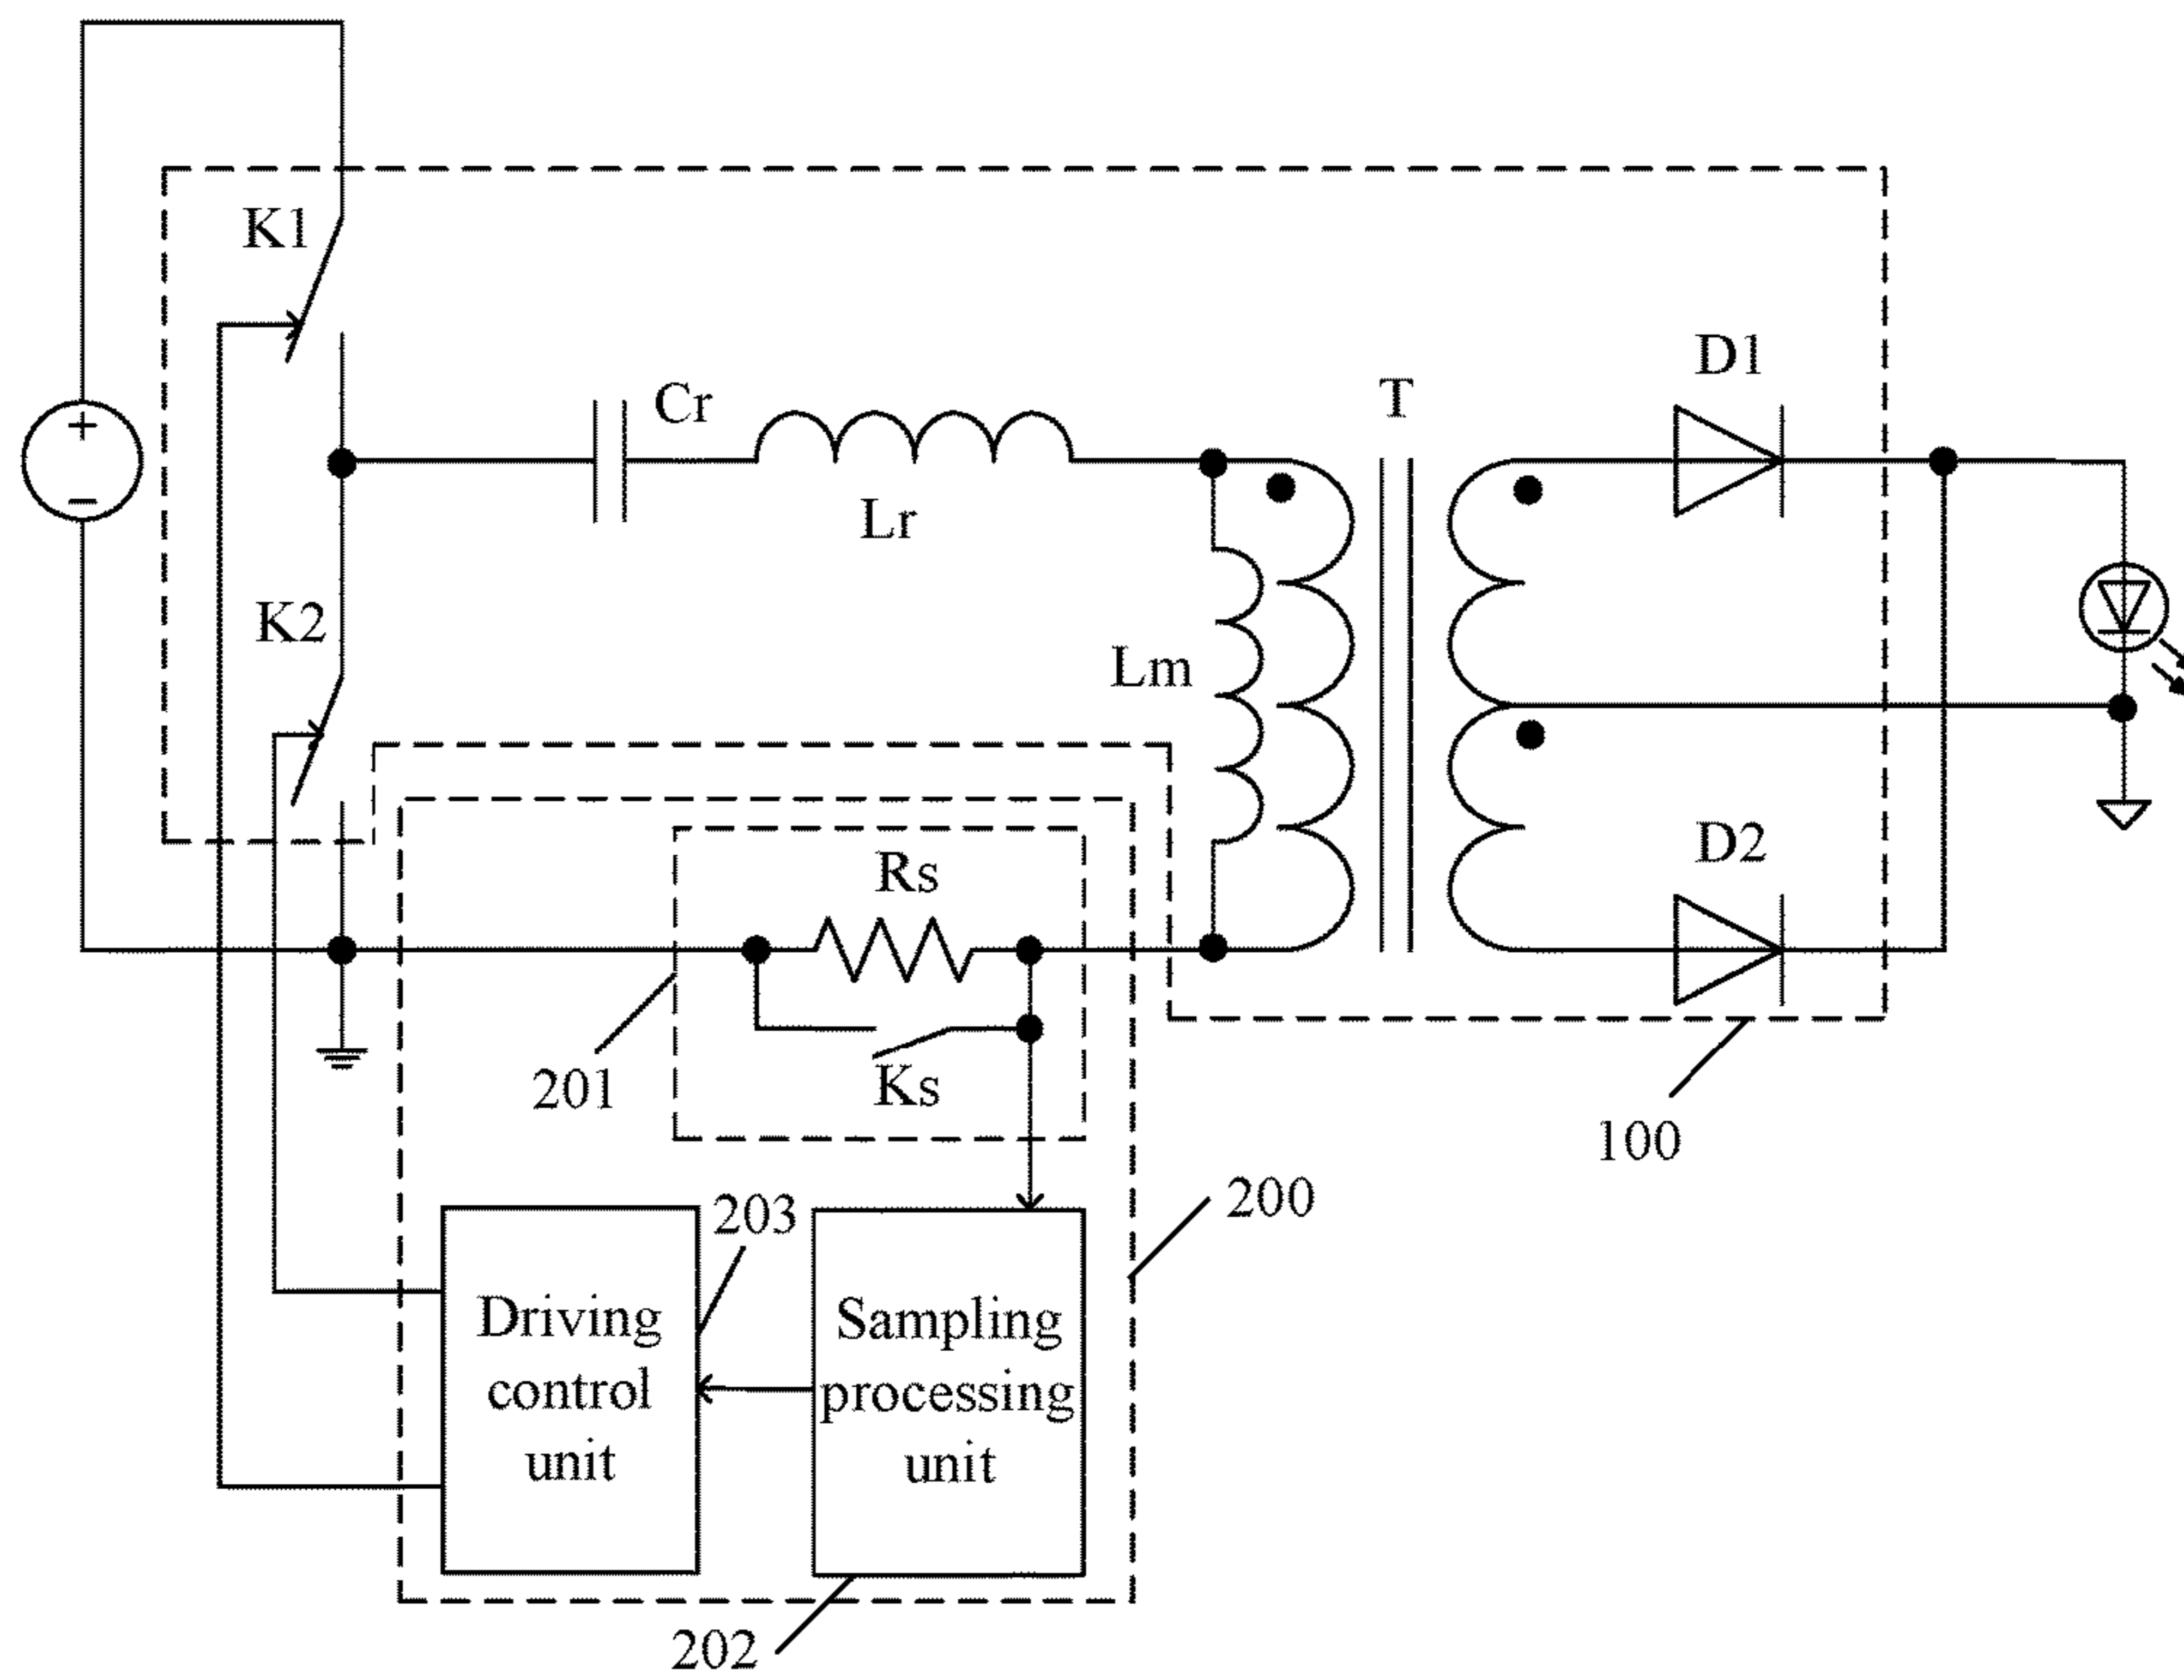 K1
D1
T
Cr
+
−
Lr
K2
Lm
D2
Rs
201
Ks
100
203
200
Driving
control
unit
Sampling
processing
unit
202